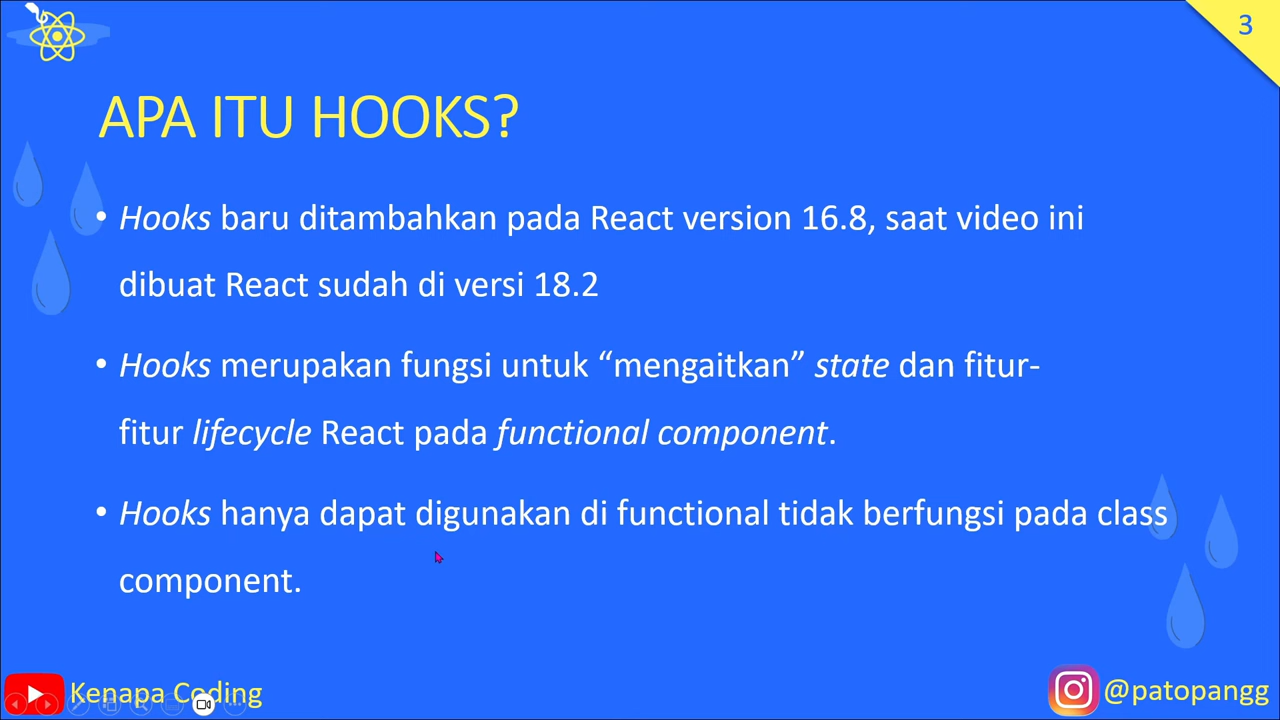 3
APA ITU HOOKS?
• Hooks baru ditambahkan pada React version 16.8, saat video ini
dibuat React sudah di versi 18.2
• Hooks merupakan fungsi untuk “mengaitkan” state dan fitur-
fitur lifecycle React pada functional component.
• Hooks hanya dapat digunakan di functional tidak berfungsi pada class
component.
Kenapa Coding
@patopangg